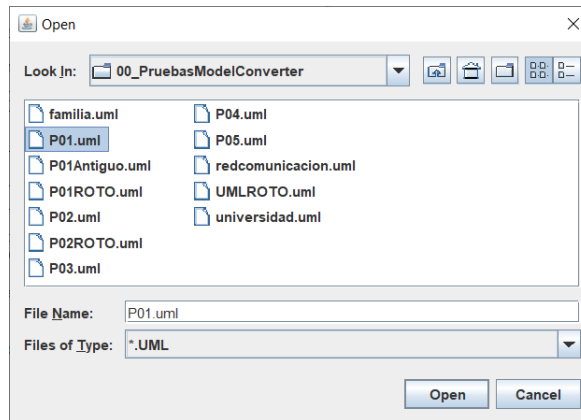 Open
Look In: 00_PruebasModelConverter
familia.uml
P01.uml
P01Antiguo.uml
P01ROTO.uml
P02.uml
P02ROTO.uml
P03.uml
P04.uml
P05.uml
redcomunicacion.uml
UMLROTO.uml
universidad.uml
File Name: P01.uml
Files of Type: *.UML
Open Cancel